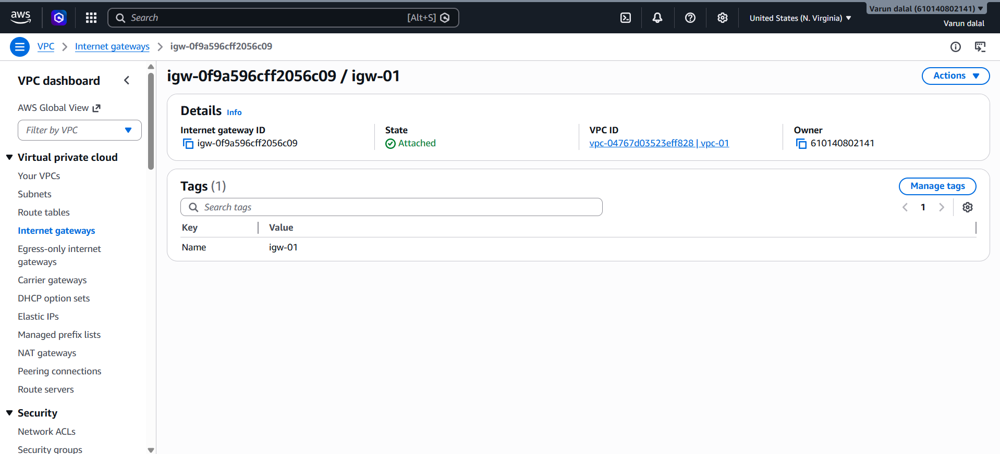 aws
Search [Alt+S]
United States (N. Virginia)
Varun dalal (610140802141)
Varun dalal
VPC
Internet gateways
igw-0f9a596cff2056c09
VPC dashboard
AWS Global View
Filter by VPC
Virtual private cloud
Your VPCs
Subnets
Route tables
Internet gateways
Egress-only internet
gateways
Carrier gateways
DHCP option sets
Elastic IPs
Managed prefix lists
NAT gateways
Peering connections
Route servers
Security
Network ACLs
Security groups
igw-0f9a596cff2056c09 / igw-01
Actions
Details Info
Internet gateway ID
igw-0f9a596cff2056c09
State
Attached
VPC ID
vpc-04767d03523eff828 | vpc-01
Owner
610140802141
Tags (1)
Manage tags
Search tags
1
Key Value
Name igw-01